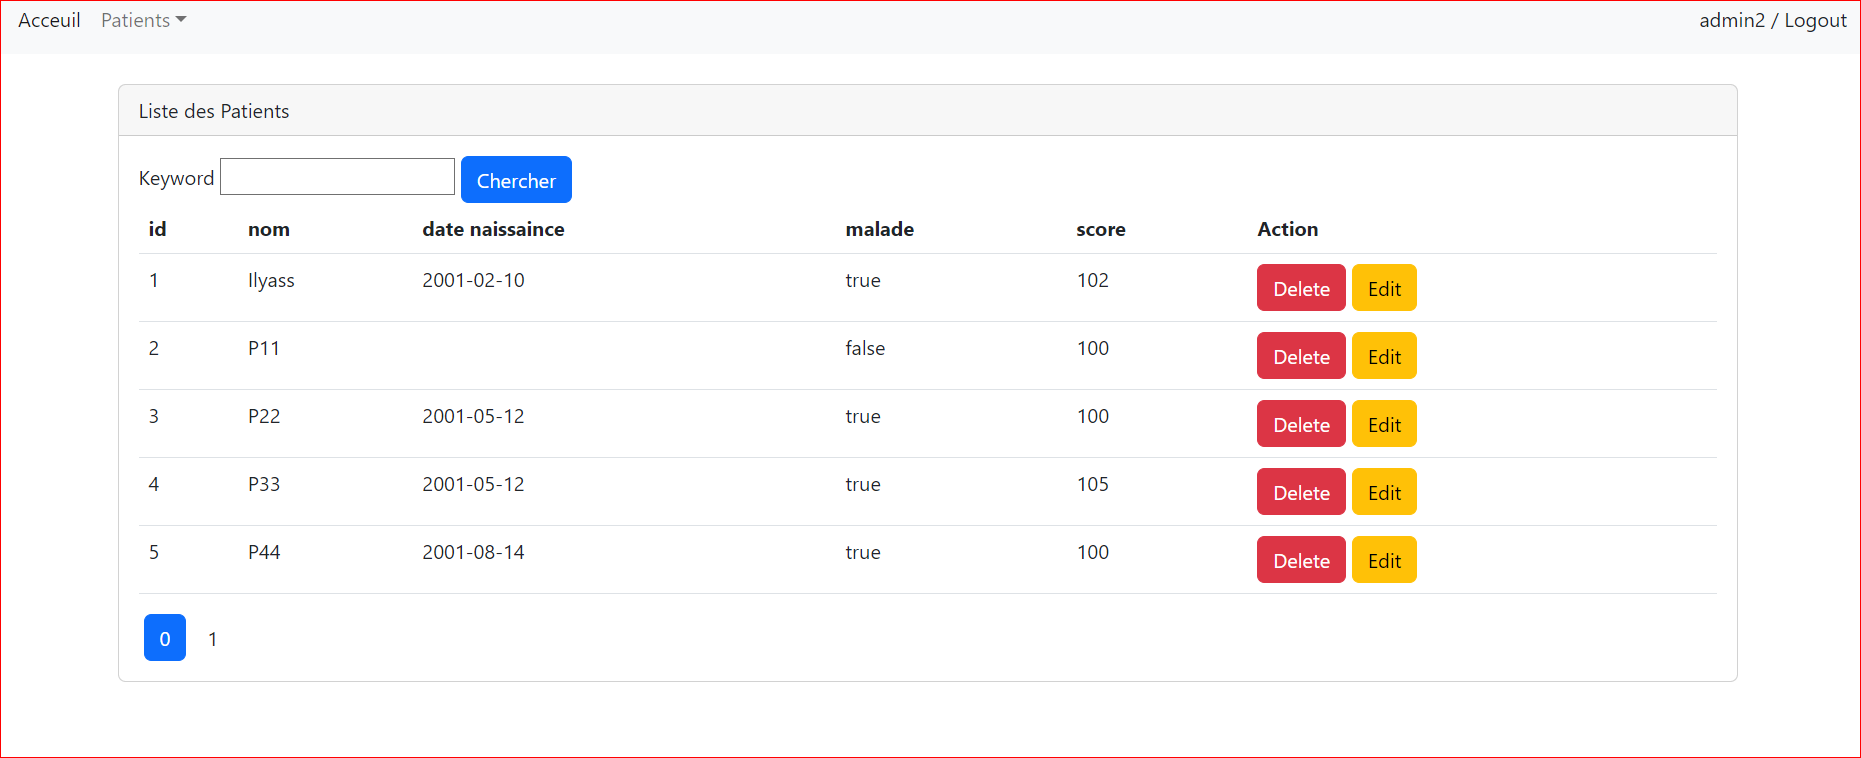 Acceuil Patients admin2 / Logout
Liste des Patients
Keyword Chercher
id nom date naissaince malade score Action
1 Ilyass 2001-02-10 true 102 Delete Edit
2 P11 false 100 Delete Edit
3 P22 2001-05-12 true 100 Delete Edit
4 P33 2001-05-12 true 105 Delete Edit
5 P44 2001-08-14 true 100 Delete Edit
0 1